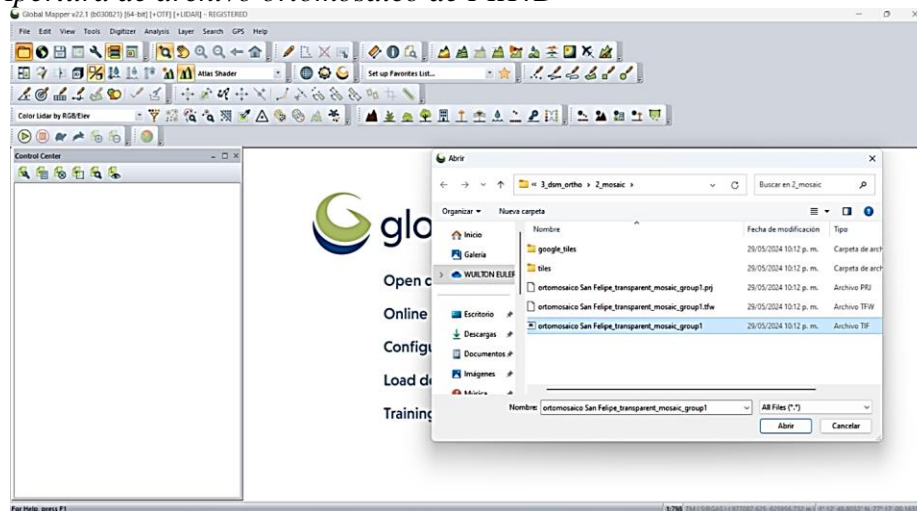 pertura de archivo ortomosaico de
Global Mapper v22.1 (b030821) [64-bit] [+OTF] [+LIDAR] - REGISTERED
File Edit View Tools Digitizer Analysis Layer Search GPS Help
Atlas Shader
Set up Favorites List...
Color Lidar by RGB/Elev
Control Center
glo
Open
Online
Config
Load d
Training
Abrir
« 3_dsm_ortho > 2_mosaic >
Buscar en 2_mosaic
Organizar
Nueva carpeta
Nombre
Fecha de modificación
Tipo
Inicio
Galería
WUILTON EULER
Escritorio
Descargas
Documentos
Imágenes
Música
google_tiles
29/05/2024 10:12 p. m.
Carpeta de arch
tiles
29/05/2024 10:12 p. m.
Carpeta de arch
ortomosaico San Felipe_transparent_mosaic_group1.prj
29/05/2024 10:12 p. m.
Archivo PRJ
ortomosaico San Felipe_transparent_mosaic_group1.tfw
29/05/2024 10:12 p. m.
Archivo TFW
ortomosaico San Felipe_transparent_mosaic_group1
29/05/2024 10:12 p. m.
Archivo TIF
Nombre: ortomosaico San Felipe_transparent_mosaic_group1
All Files (*.*)
Abrir
Cancelar
For Help, press F1